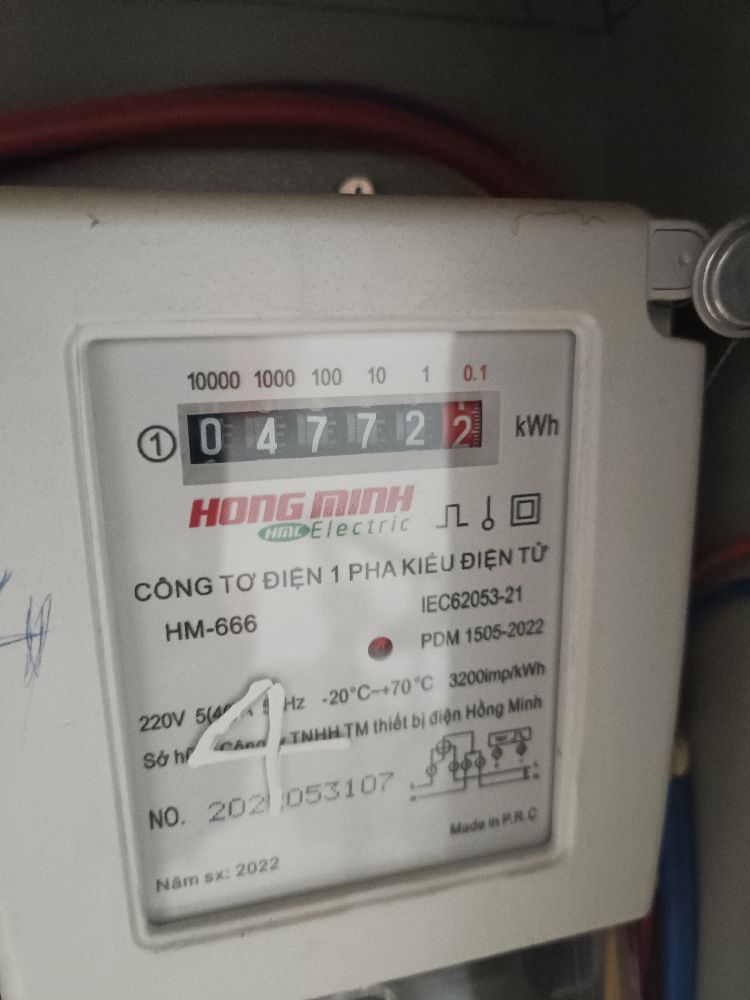 10000 1000 100 10 1 0.1
1 0 4 7 7 2 2 kWh
HONG MINH
HMC Electric
CÔNG TƠ ĐIỆN 1 PHA KIỂU ĐIỆN TỬ
HM-666
IEC62053-21
PDM 1505-2022
220V -20°C~+70°C 3200imp/kWh
Sở TNHH TM thiết bị điện Hồng Minh
4
NO.
Made in P.R.C
Năm sx: 2022